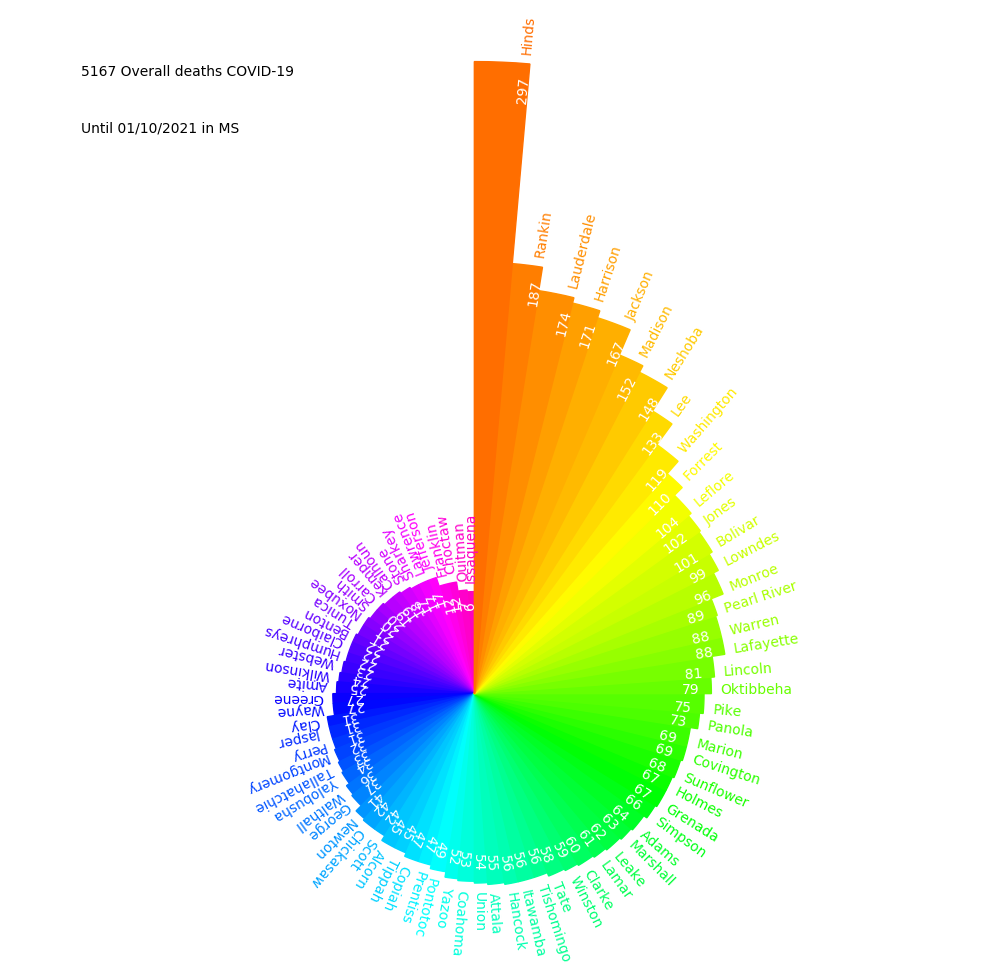 5167 Overall deaths COVID-19
Until 01/10/2021 in MS
Hinds
297
Rankin
187
Lauderdale
174
Harrison
171
Jackson
167
Madison
152
Neshoba
148
Lee
133
Washington
119
Forrest
110
Leflore
104
Jones
102
Bolivar
101
Lowndes
99
Monroe
96
Pearl River
89
Warren
88
Lafayette
88
Lincoln
81
Oktibbeha
79
Pike
75
Panola
73
Marion
69
Covington
69
Sunflower
68
Holmes
67
Grenada
67
Simpson
66
Adams
64
Marshall
63
Leake
62
Lamar
61
Clarke
60
Winston
59
Tate
58
Tishomingo
56
Itawamba
56
Hancock
56
Attala
55
Union
54
Coahoma
53
Yazoo
52
Pontotoc
49
Prentiss
47
Copiah
47
Tippah
45
Alcorn
Scott
Chickasaw
Newton
George
Walthall
Yalobusha
Tallahatchie
Montgomery
Perry
Jasper
Clay
Wayne
27
Greene
27
Amite
Wilkinson
Webster
Humphreys
Claiborne
Benton
Tunica
Noxubee
Smith
Carroll
Kemper
Calhoun
Stone
Sharkey
Lawrence
Jefferson
Franklin
Choctaw
Quitman
Issaquena